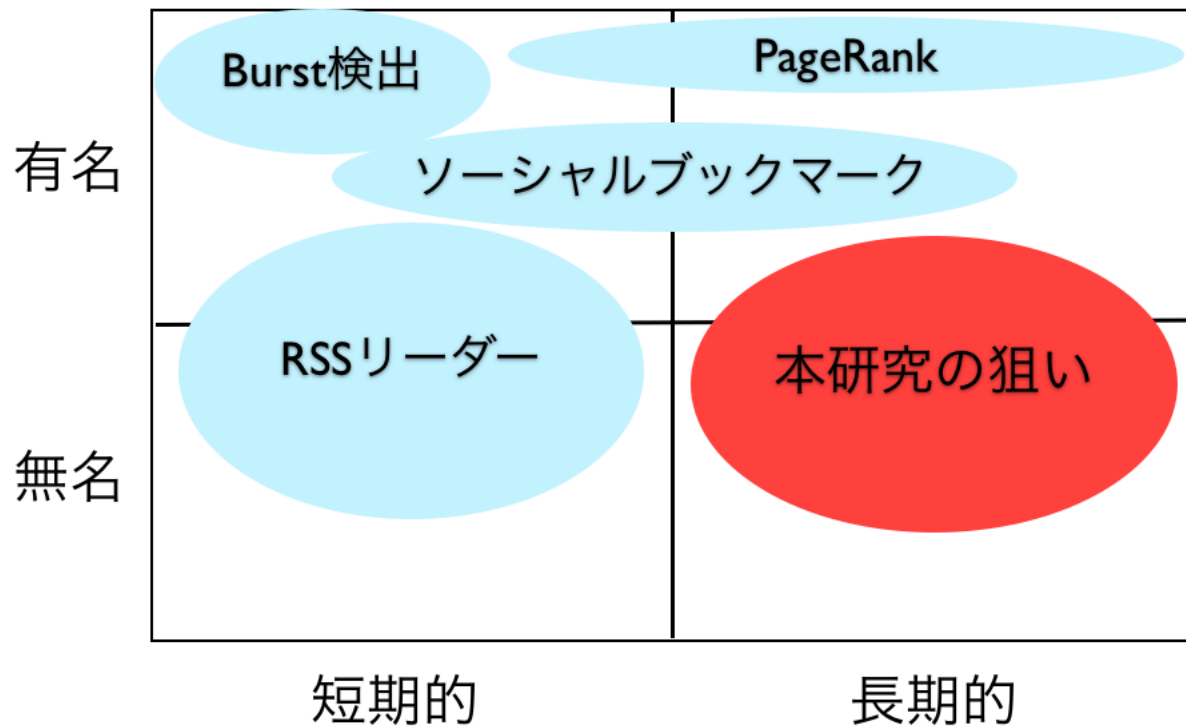 Burst検出
PageRank
有名
ソーシャルブックマーク
RSSリーダー
本研究の狙い
無名
短期的
長期的